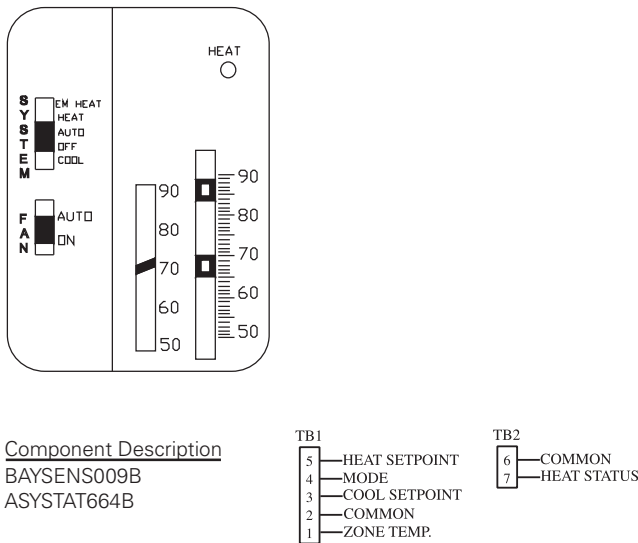 HEAT
SYSTEM
EM HEAT
HEAT
AUTO
OFF
COOL
FAN
AUTO
ON
90
80
70
60
50
90
80
70
60
50
Component Description
BAYSENS009B
ASYSTAT664B
TB1
5 HEAT SETPOINT
4 MODE
3 COOL SETPOINT
2 COMMON
1 ZONE TEMP.
TB2
6 COMMON
7 HEAT STATUS